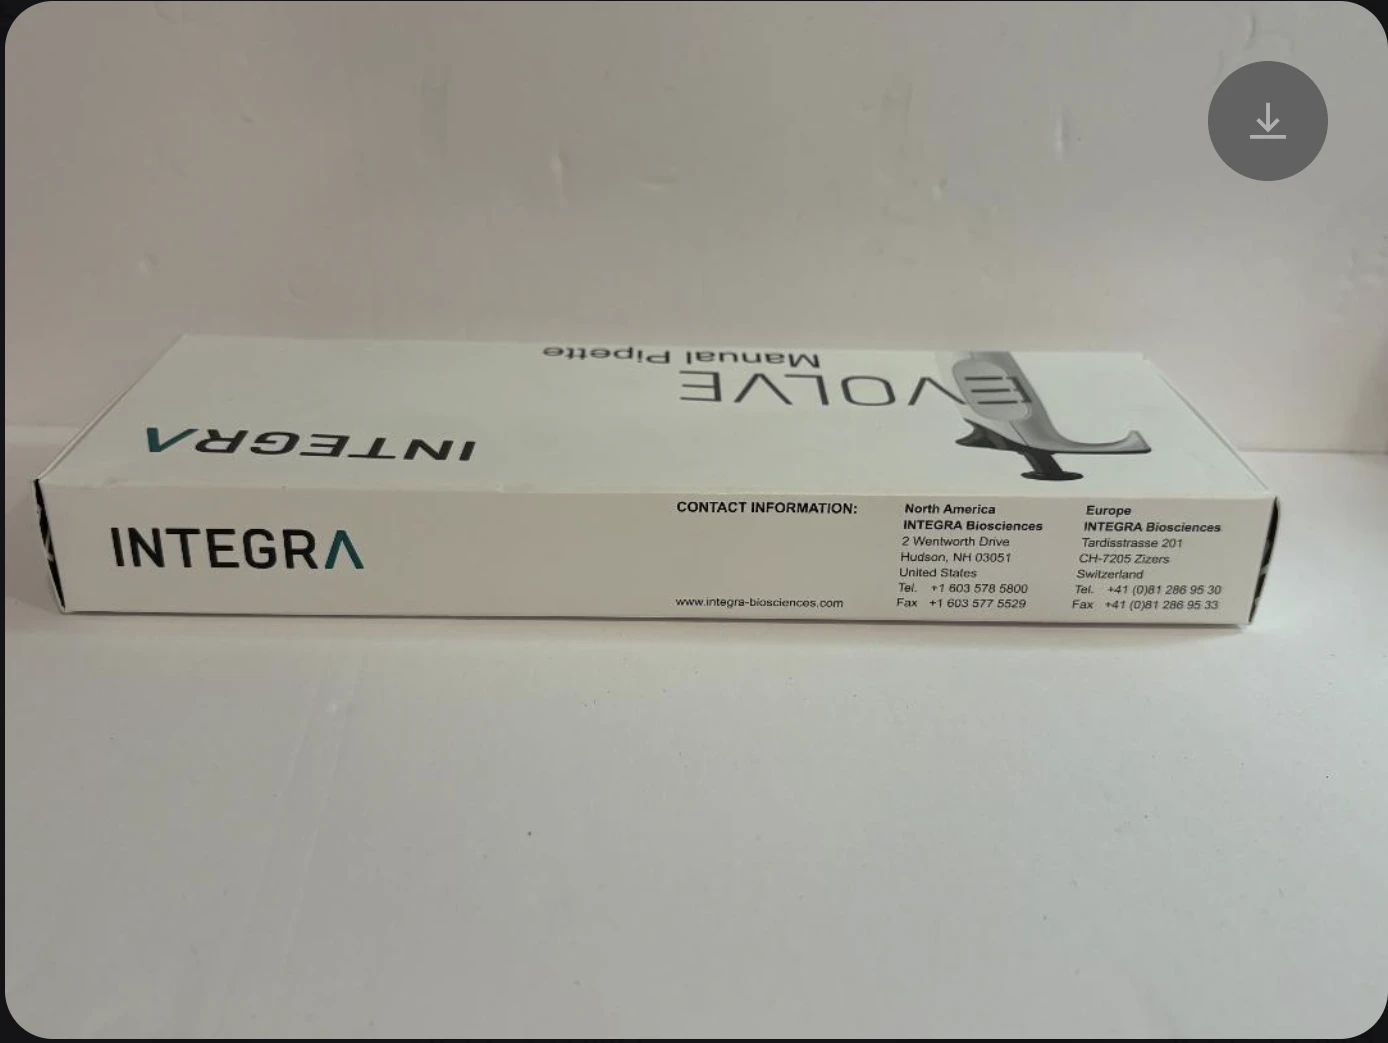 Manual Pipette
EVOLVE
INTEGRA
INTEGRA
CONTACT INFORMATION:
www.integra-biosciences.com
North America
INTEGRA Biosciences
2 Wentworth Drive
Hudson, NH 03051
United States
Tel. +1 603 578 5800
Fax +1 603 577 5529
Europe
INTEGRA Biosciences
Tardisstrasse 201
CH-7205 Zizers
Switzerland
Tel. +41 (0)81 286 95 30
Fax +41 (0)81 286 95 33